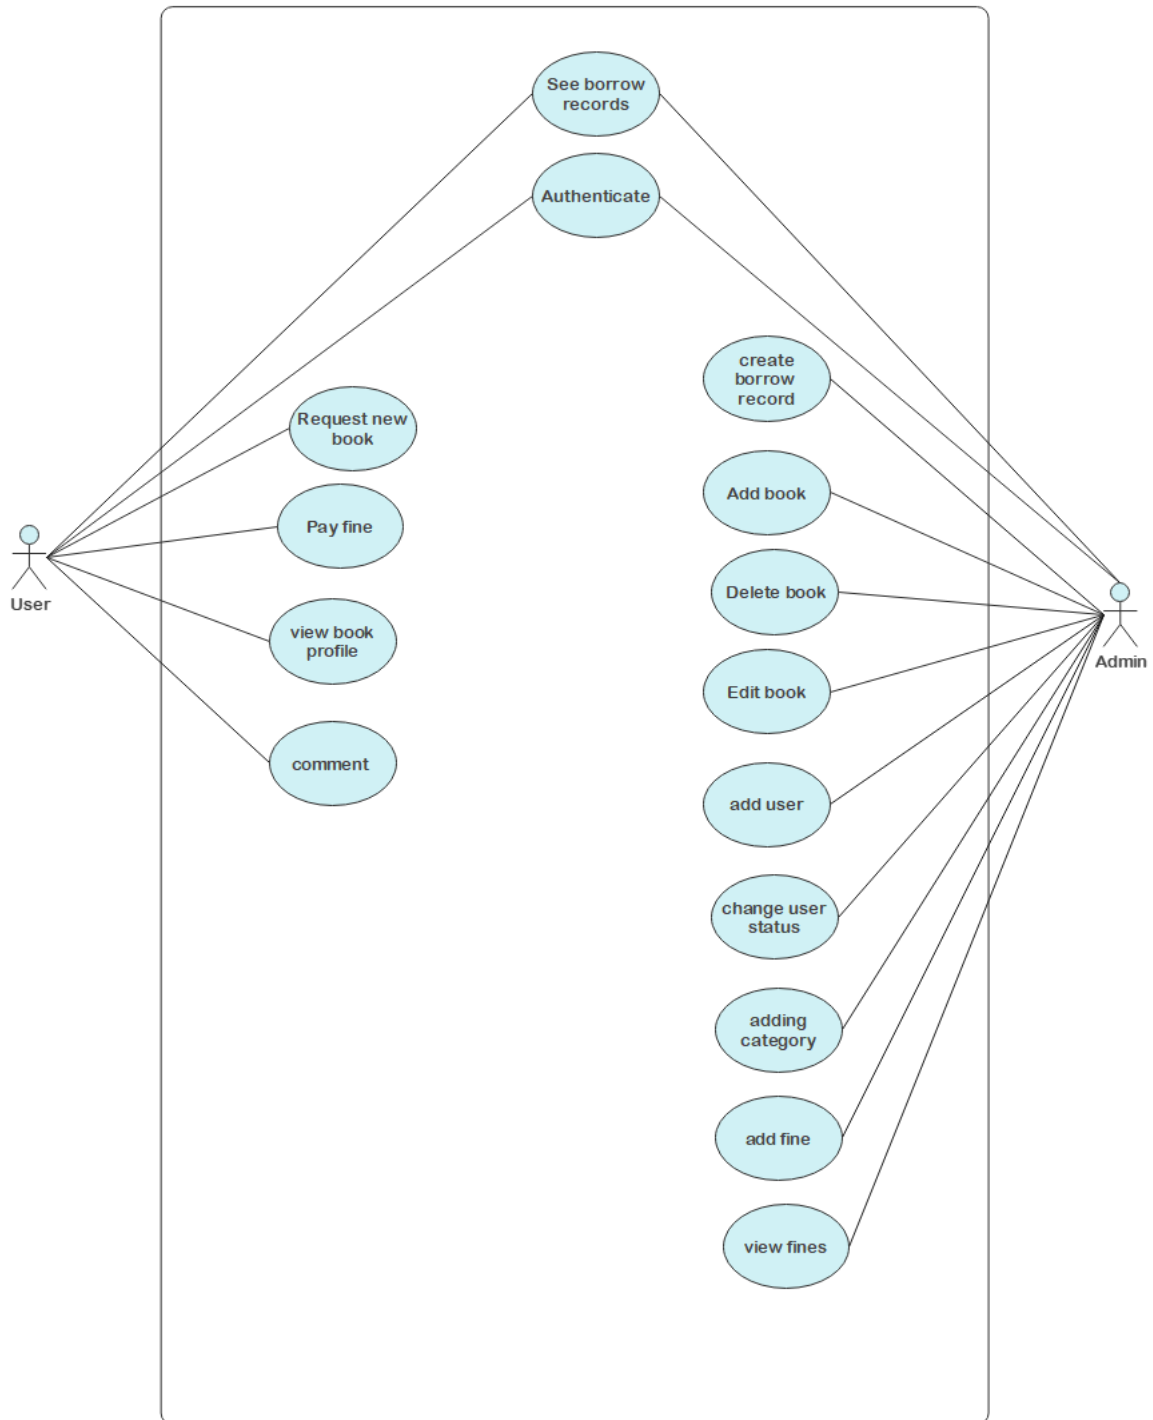 See borrow
records
Authenticate
create
borrow
record
Request new
book
Add book
Pay fine
User
Delete book
view book
profile
Admin
Edit book
comment
add user
change user
status
adding
category
add fine
view fines